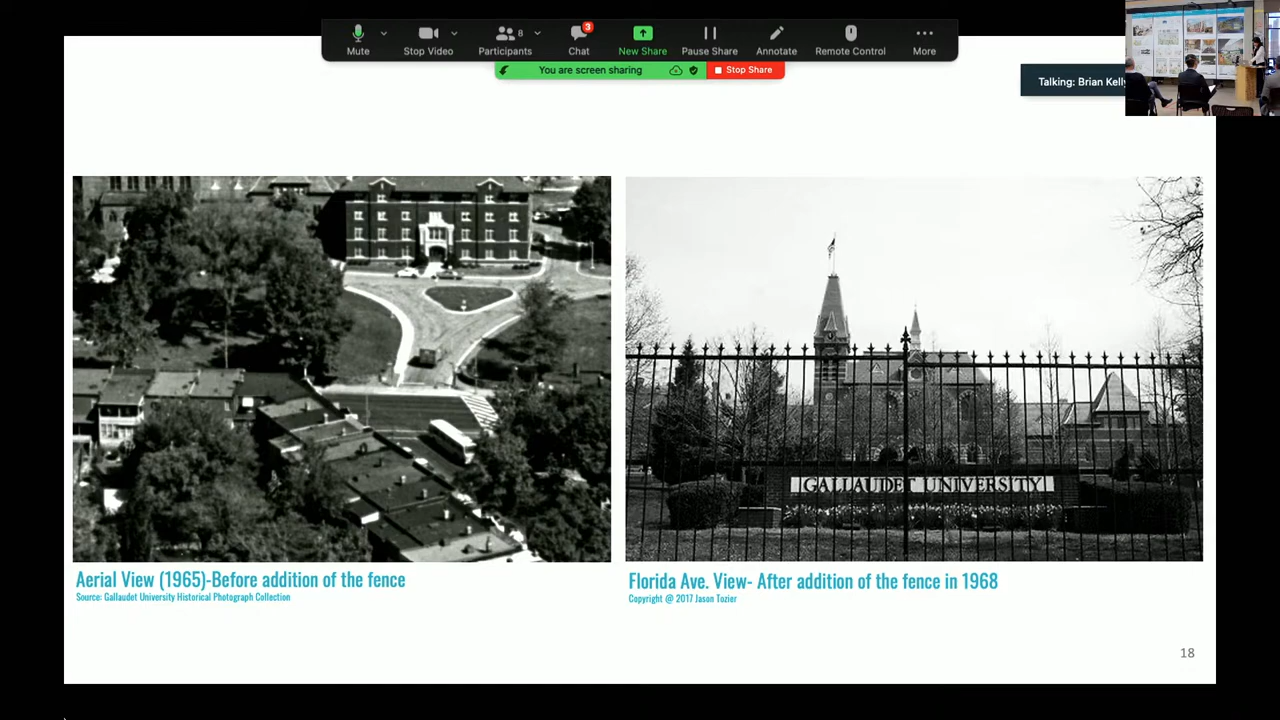 8
3
Mute
Stop Video
Participants
Chat
New Share
Pause Share
Annotate
Remote Control
More
You are screen sharing
Stop Share
Talking: Brian Kelly
GALLAUDET UNIVERSITY
Aerial View (1965)-Before addition of the fence
Source: Gallaudet University Historical Photograph Collection
Florida Ave. View- After addition of the fence in 1968
Copyright @ 2017 Jason Tozier
18